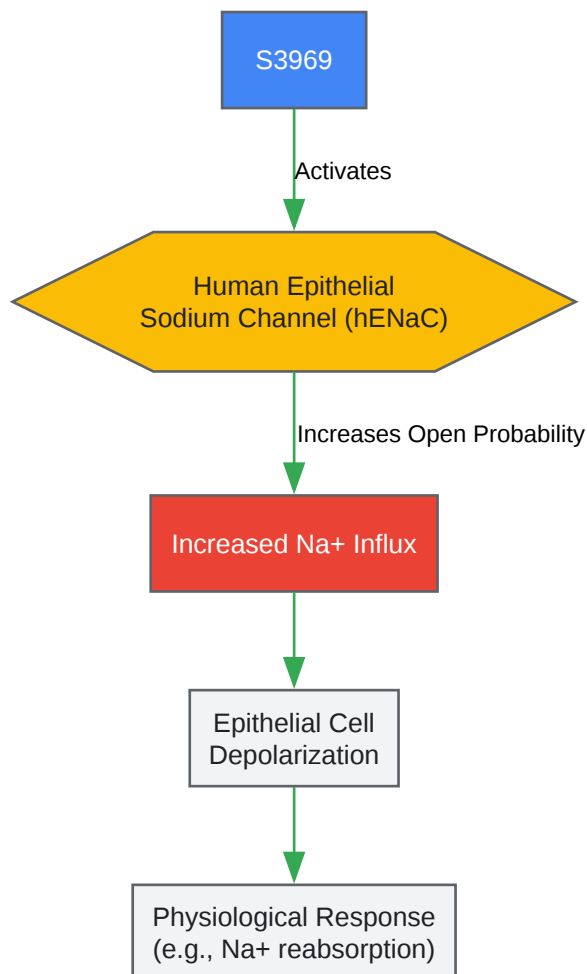 S3969
Activates
Human Epithelial
Sodium Channel (hENaC)
Increases Open Probability
Increased Na+ Influx
Epithelial Cell
Depolarization
Physiological Response
(e.g., Na+ reabsorption)